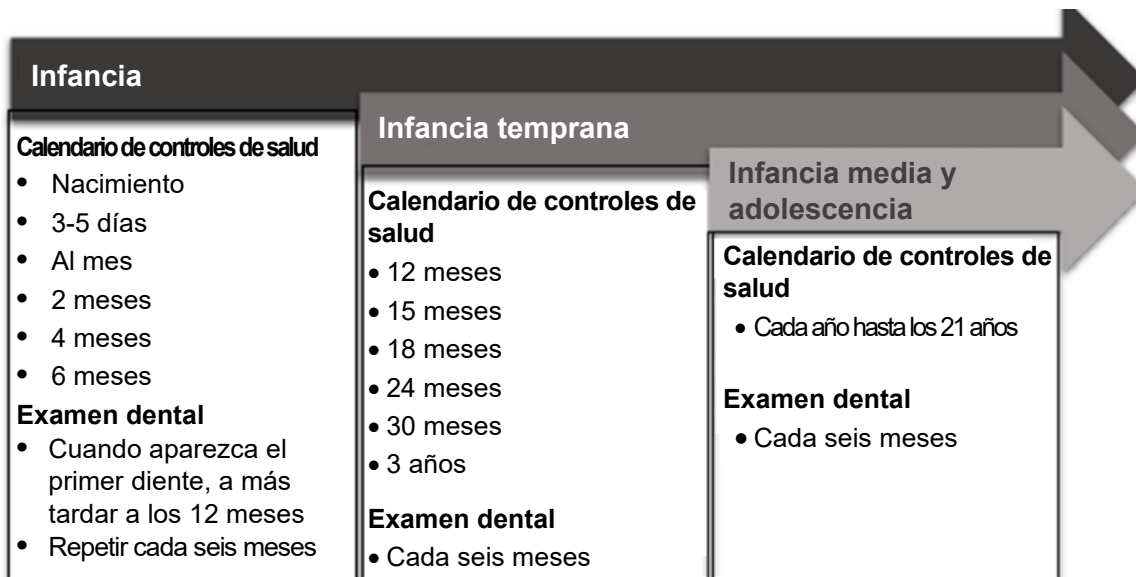 Infancia
Calendario de controles de salud
• Nacimiento
• 3-5 días
• Al mes
• 2 meses
• 4 meses
• 6 meses
Examen dental
• Cuando aparezca el
primer diente, a más
tardar a los 12 meses
• Repetir cada seis meses
Infancia temprana
Calendario de controles de
salud
• 12 meses
• 15 meses
• 18 meses
• 24 meses
• 30 meses
• 3 años
Examen dental
• Cada seis meses
Infancia media y
adolescencia
Calendario de controles de
salud
• Cada año hasta los 21 años
Examen dental
• Cada seis meses